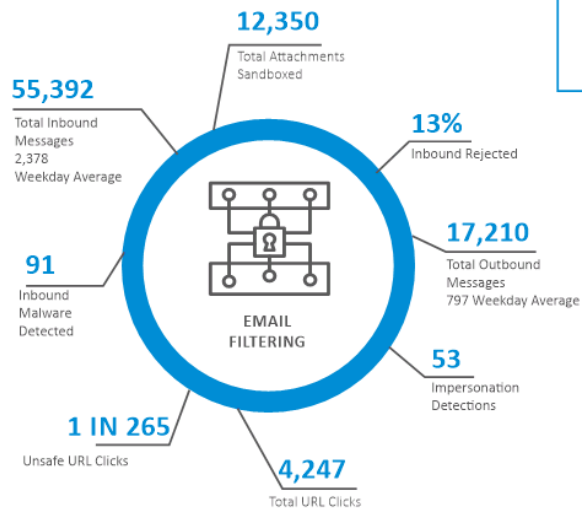 12,350
Total Attachments
Sandboxed
55,392
Total Inbound
Messages
2,378
Weekday Average
13%
Inbound Rejected
17,210
Total Outbound
Messages
797 Weekday Average
91
Inbound
Malware
Detected
EMAIL
FILTERING
53
Impersonation
Detections
1 IN 265
Unsafe URL Clicks
4,247
Total URL Clicks